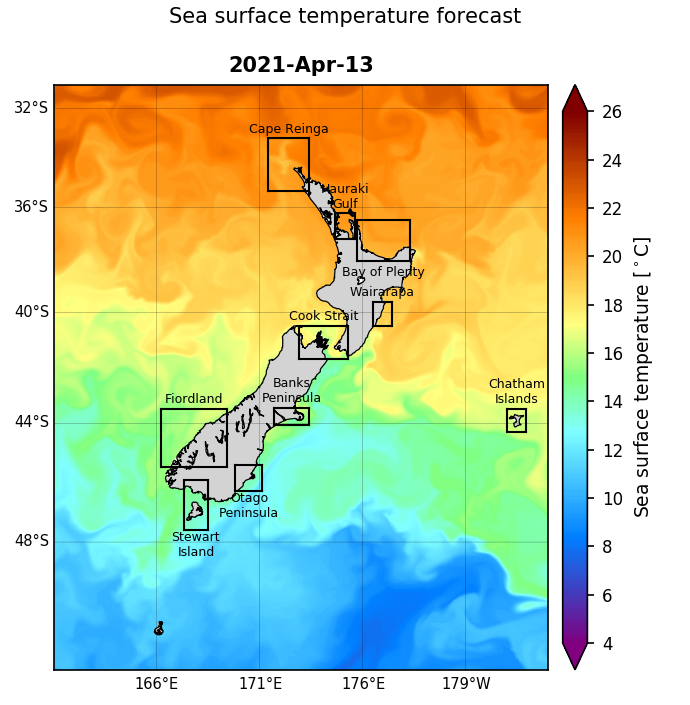 Sea surface temperature forecast
2021-Apr-13
32°S
36°S
40°S
44°S
48°S
166°E
171°E
176°E
179°W
Cape Reinga
Hauraki
Gulf
Bay of Plenty
Wairarapa
Cook Strait
Banks
Peninsula
Fiordland
Chatham
Islands
Otago
Peninsula
Stewart
Island
26
24
22
20
18
16
14
12
10
8
6
4
Sea surface temperature [°C]